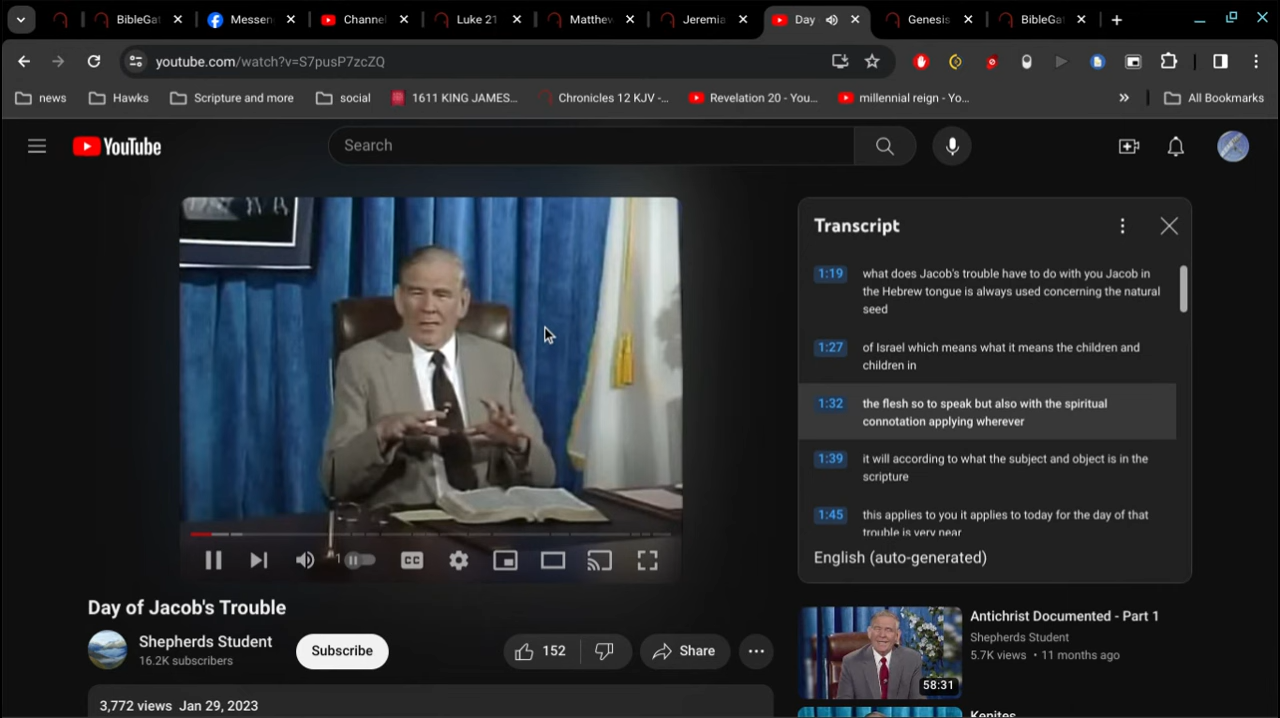 BibleGat
Messen
Channel
Luke 21
Matthew
Jeremia
Day
Genesis
BibleGat
youtube.com/watch?v=S7pusP7zcZQ
news
Hawks
Scripture and more
social
1611 KING JAMES...
Chronicles 12 KJV -...
Revelation 20 - You...
millennial reign - Yo...
All Bookmarks
YouTube
Search
Transcript
1:19
what does Jacob's trouble have to do with you Jacob in
the Hebrew tongue is always used concerning the natural
seed
1:27
of Israel which means what it means the children and
children in
1:32
the flesh so to speak but also with the spiritual
connotation applying wherever
1:39
it will according to what the subject and object is in the
scripture
1:45
this applies to you it applies to today for the day of that
trouble is very near
English (auto-generated)
CC
Day of Jacob's Trouble
Shepherds Student
16.2K subscribers
Subscribe
152
Share
3,772 views Jan 29, 2023
58:31
Antichrist Documented - Part 1
Shepherds Student
5.7K views • 11 months ago
Kenites